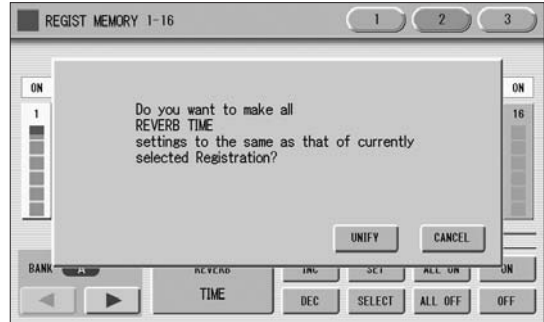 REGIST MEMORY 1-16
1 2 3
ON ON
1 16
Do you want to make all
REVERB TIME
settings to the same as that of currently
selected Registration?
UNIFY CANCEL
BANK A REVERB INC SET ALL ON ON
TIME DEC SELECT ALL OFF OFF